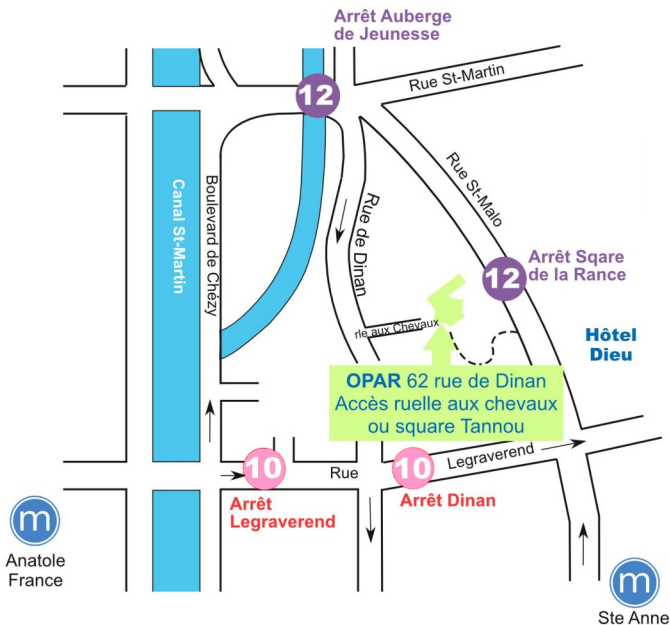 Arrêt Auberge
de Jeunesse
12
Rue St-Martin
Canal St-Martin
Boulevard de Chézy
Rue de Dinan
Rue St-Malo
12
Arrêt Sqare
de la Rance
rle aux Chevaux
Hôtel
Dieu
OPAR 62 rue de Dinan
Accès ruelle aux chevaux
ou square Tannou
10
Rue
10
Legraverend
Arrêt
Legraverend
Arrêt Dinan
m
Anatole
France
m
Ste Anne